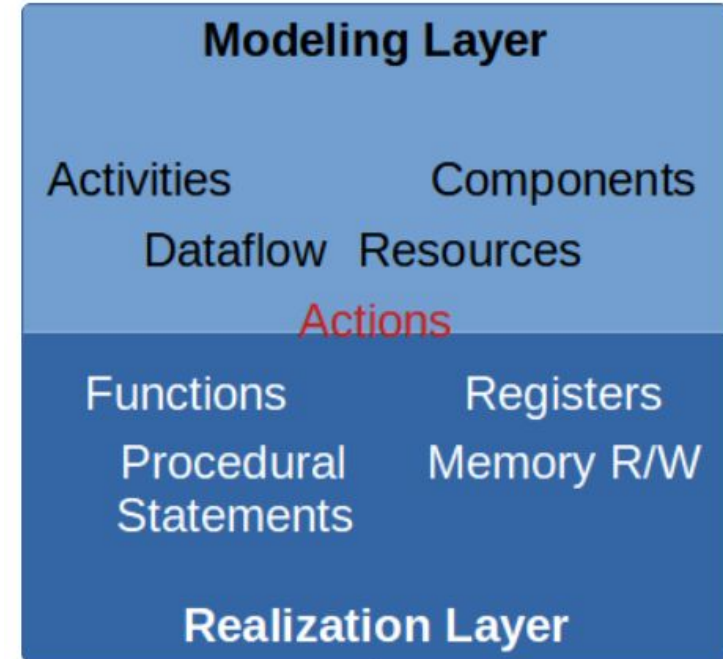 Modeling Layer
Activities Components
Dataflow Resources
Actions
Functions Registers
Procedural Memory R/W
Statements
Realization Layer